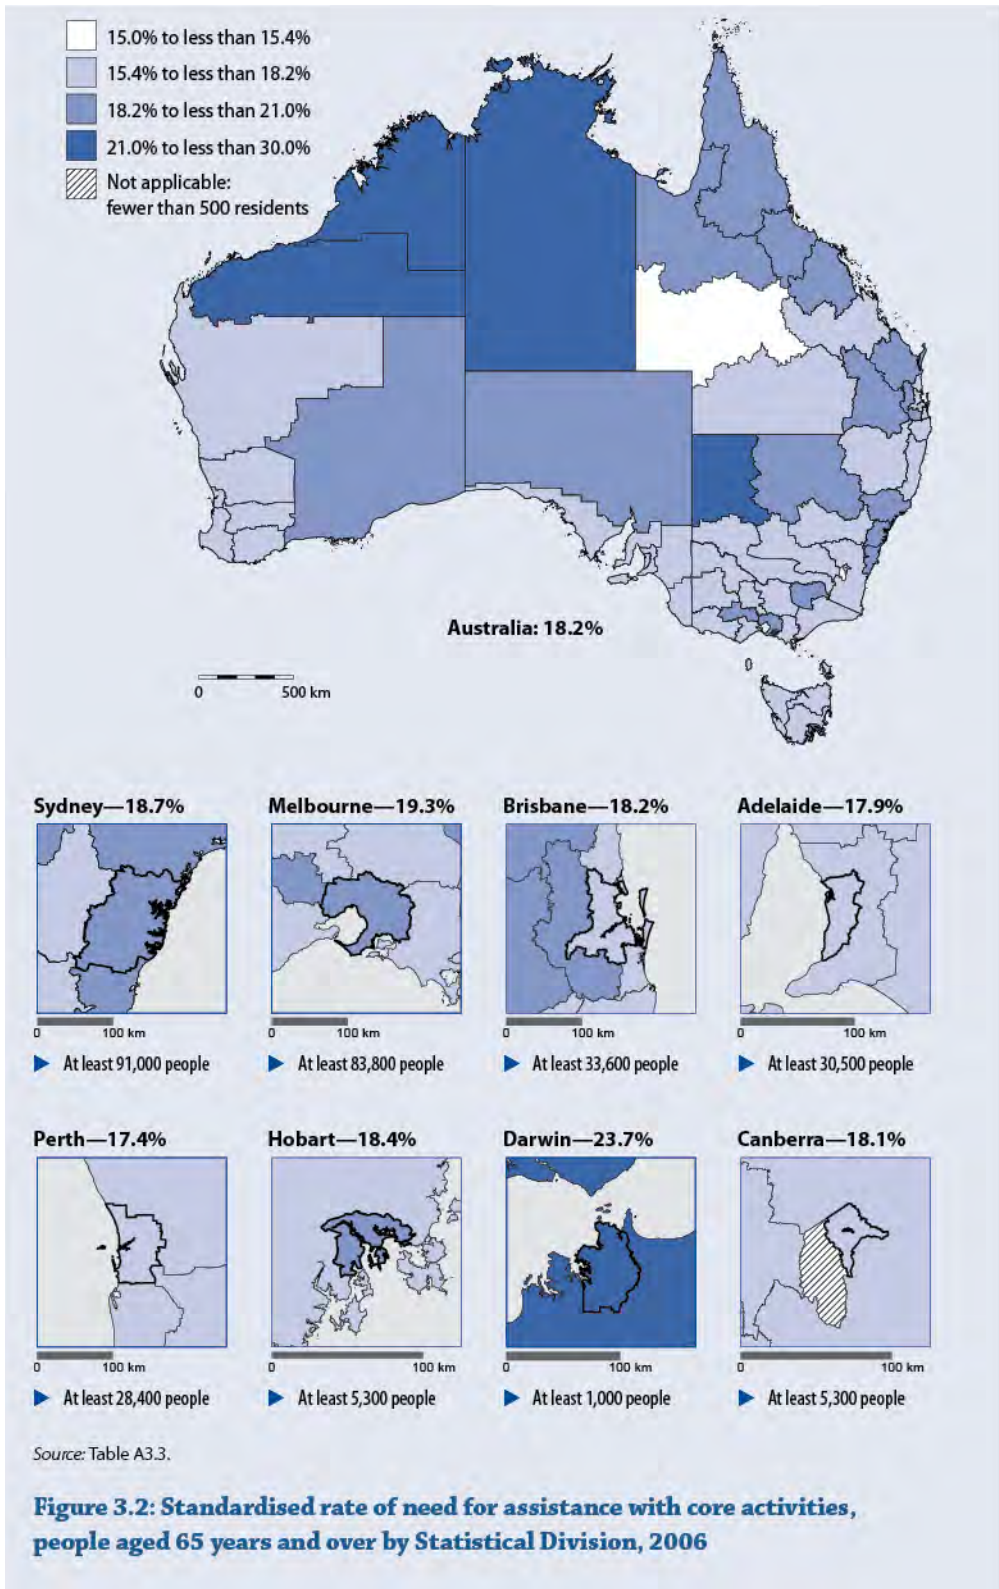 15.0% to less than 15.4%
15.4% to less than 18.2%
18.2% to less than 21.0%
21.0% to less than 30.0%
Not applicable:
fewer than 500 residents
Australia: 18.2%
0 500 km
Sydney—18.7%
0 100 km
At least 91,000 people
Melbourne—19.3%
0 100 km
At least 83,800 people
Brisbane—18.2%
0 100 km
At least 33,600 people
Adelaide—17.9%
0 100 km
At least 30,500 people
Perth—17.4%
0 100 km
At least 28,400 people
Hobart—18.4%
0 100 km
At least 5,300 people
Darwin—23.7%
0 100 km
At least 1,000 people
Canberra—18.1%
0 100 km
At least 5,300 people
Source: Table A3.3.
Figure 3.2: Standardised rate of need for assistance with core activities,
people aged 65 years and over by Statistical Division, 2006